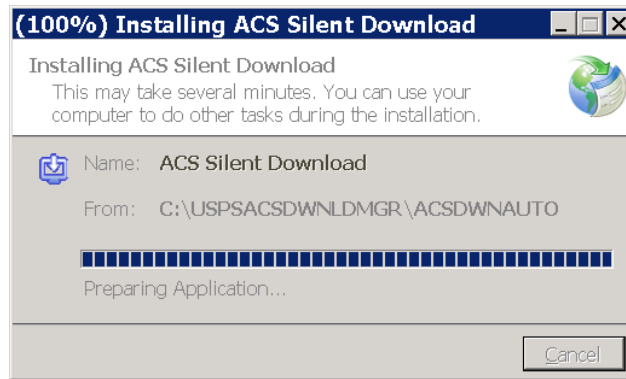 (100%) Installing ACS Silent Download
Installing ACS Silent Download
This may take several minutes. You can use your
computer to do other tasks during the installation.
Name: ACS Silent Download
From: C:\USPSACSDWNLDMGR\ACSDWNAUTO
Preparing Application...
Cancel